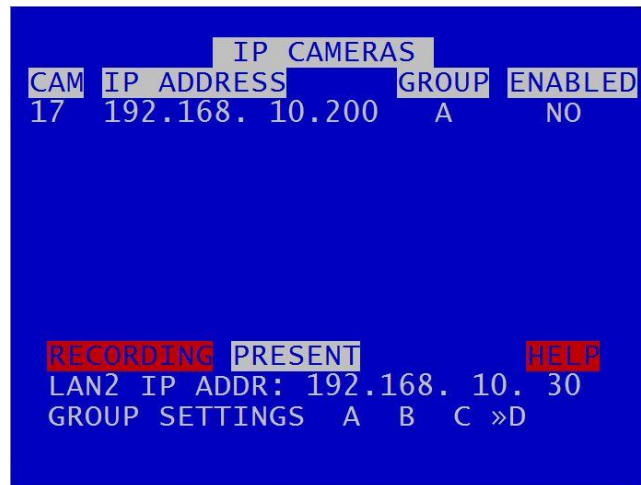 IP CAMERAS
CAM IP ADDRESS GROUP ENABLED
17 192.168. 10.200 A NO
RECORDING PRESENT HELP
LAN2 IP ADDR: 192.168. 10. 30
GROUP SETTINGS A B C »D